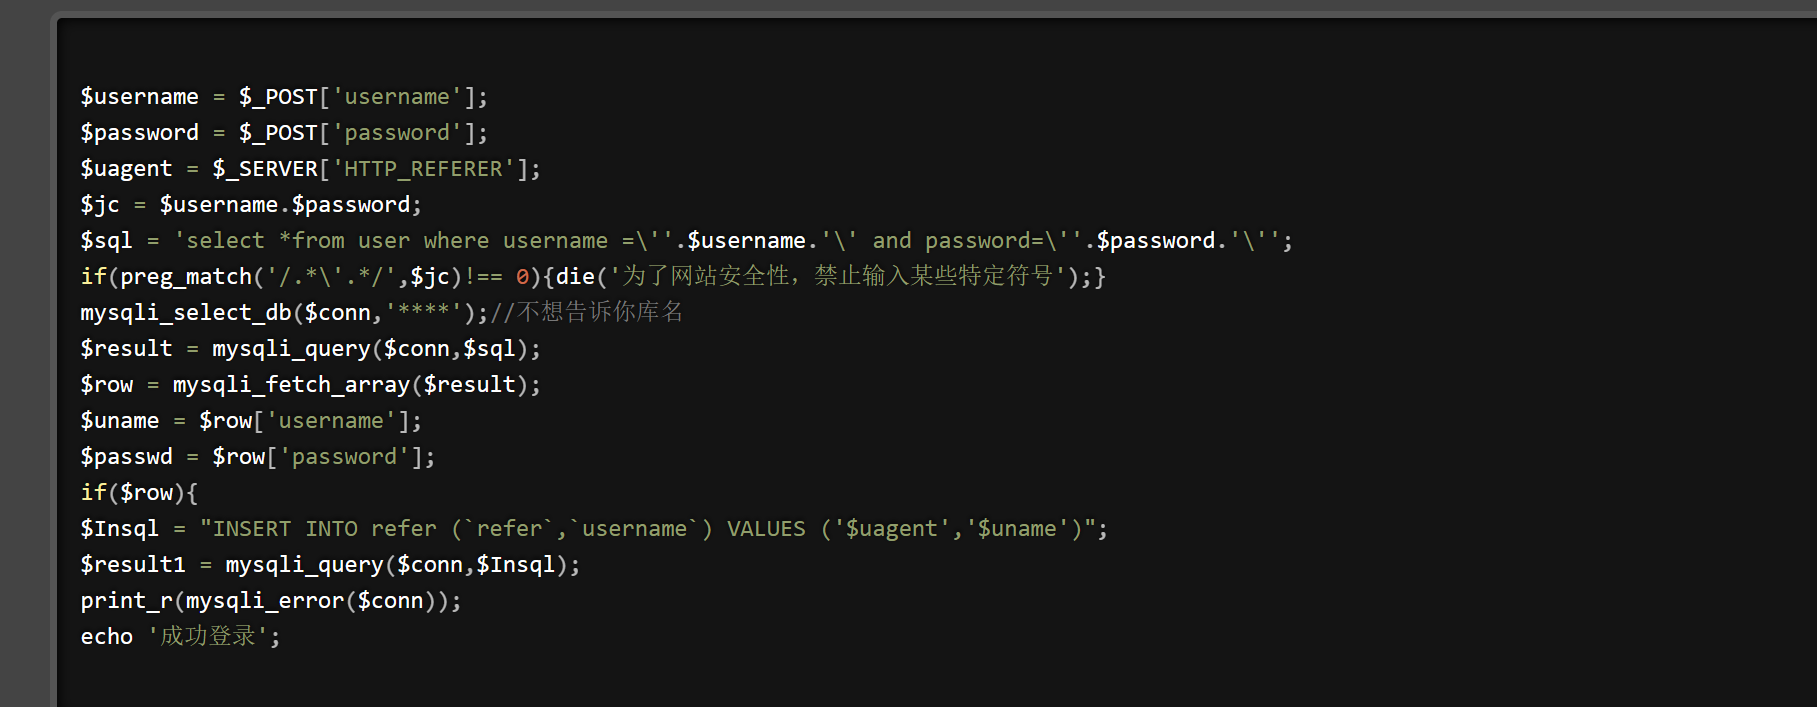 $username = $_POST['username'];
$password = $_POST['password'];
$uagent = $_SERVER['HTTP_REFERER'];
$jc = $username.$password;
$sql = 'select *from user where username =\''.$username.'\' and password=\''.$password.'\'';
if(preg_match('/.*\'.*/',$jc)!== 0){die('为了网站安全性，禁止输入某些特定符号');}
mysqli_select_db($conn,'****');//不想告诉你库名
$result = mysqli_query($conn,$sql);
$row = mysqli_fetch_array($result);
$uname = $row['username'];
$passwd = $row['password'];
if($row){
$Insql = "INSERT INTO refer (`refer`,`username`) VALUES ('$uagent','$uname')";
$result1 = mysqli_query($conn,$Insql);
print_r(mysqli_error($conn));
echo '成功登录';